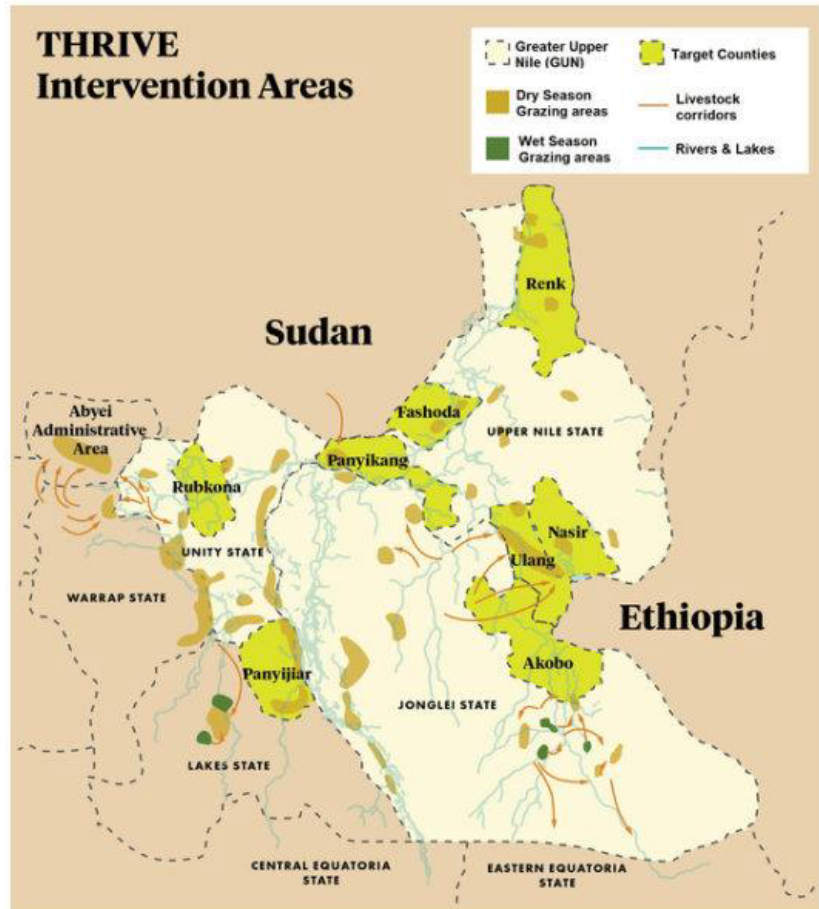 THRIVE
Intervention Areas
Greater Upper
Nile (GUN)
Target Counties
Dry Season
Grazing areas
Livestock
corridors
Wet Season
Grazing areas
Rivers & Lakes
Renk
Sudan
Abyei
Administrative
Area
Fashoda
UPPER NILE STATE
Panyikang
Rubkona
Nasir
UNITY STATE
Ulang
WARRAP STATE
Ethiopia
Akobo
Panyijiar
JONGLEI STATE
LAKES STATE
CENTRAL EQUATORIA
STATE
EASTERN EQUATORIA
STATE